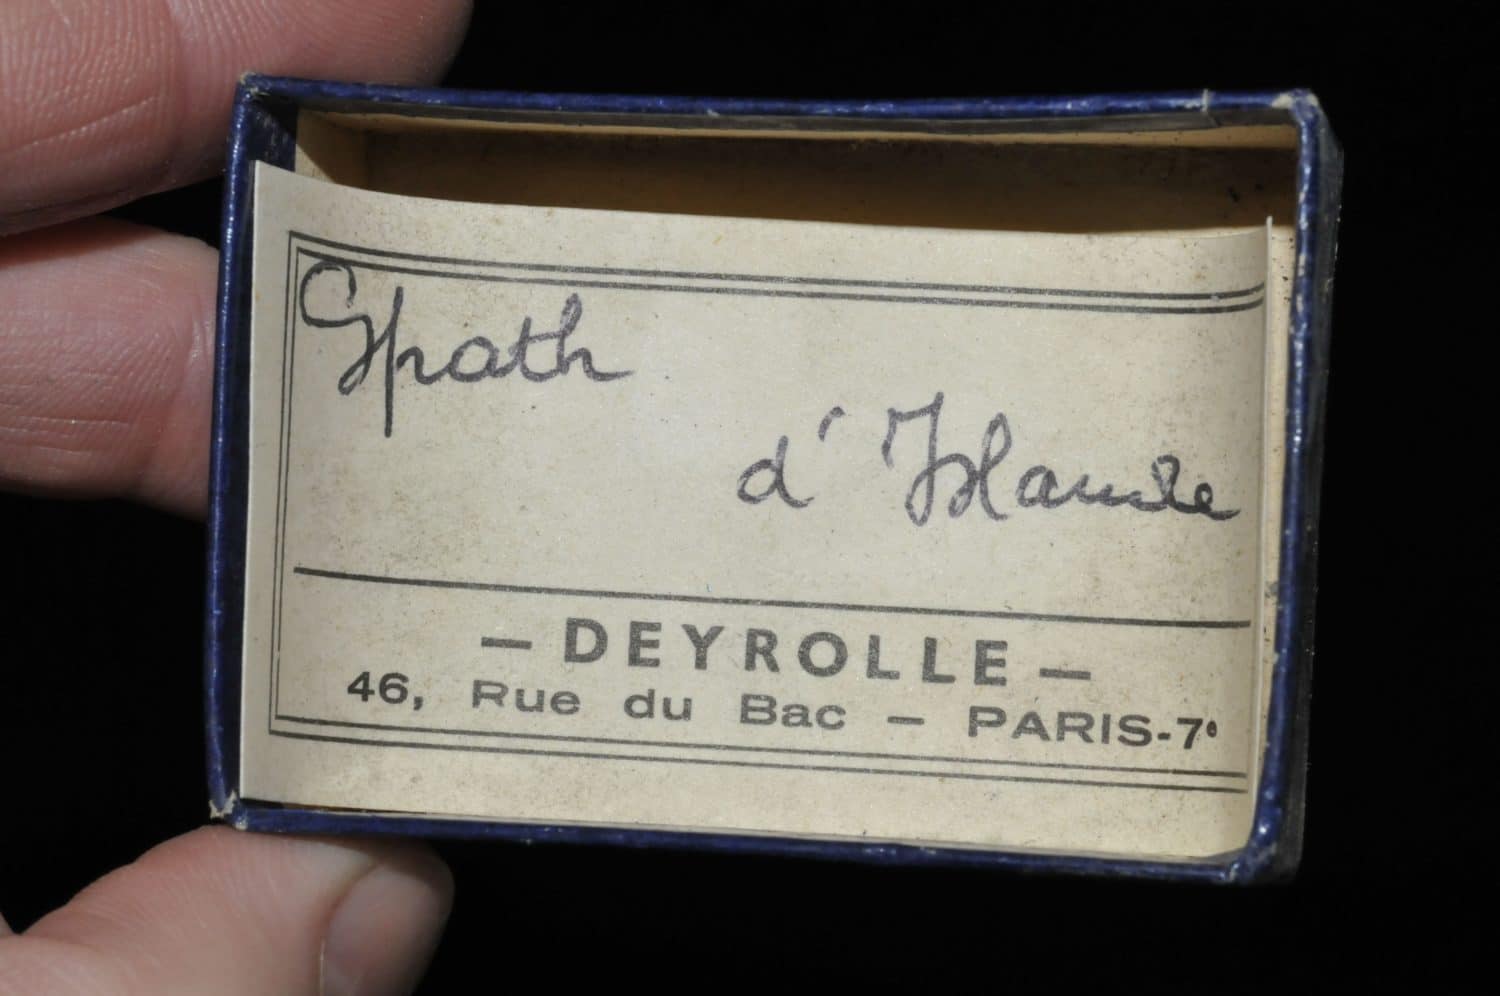 Spath
d'Islande
— DEYROLLE —
46, Rue du Bac — PARIS-7e